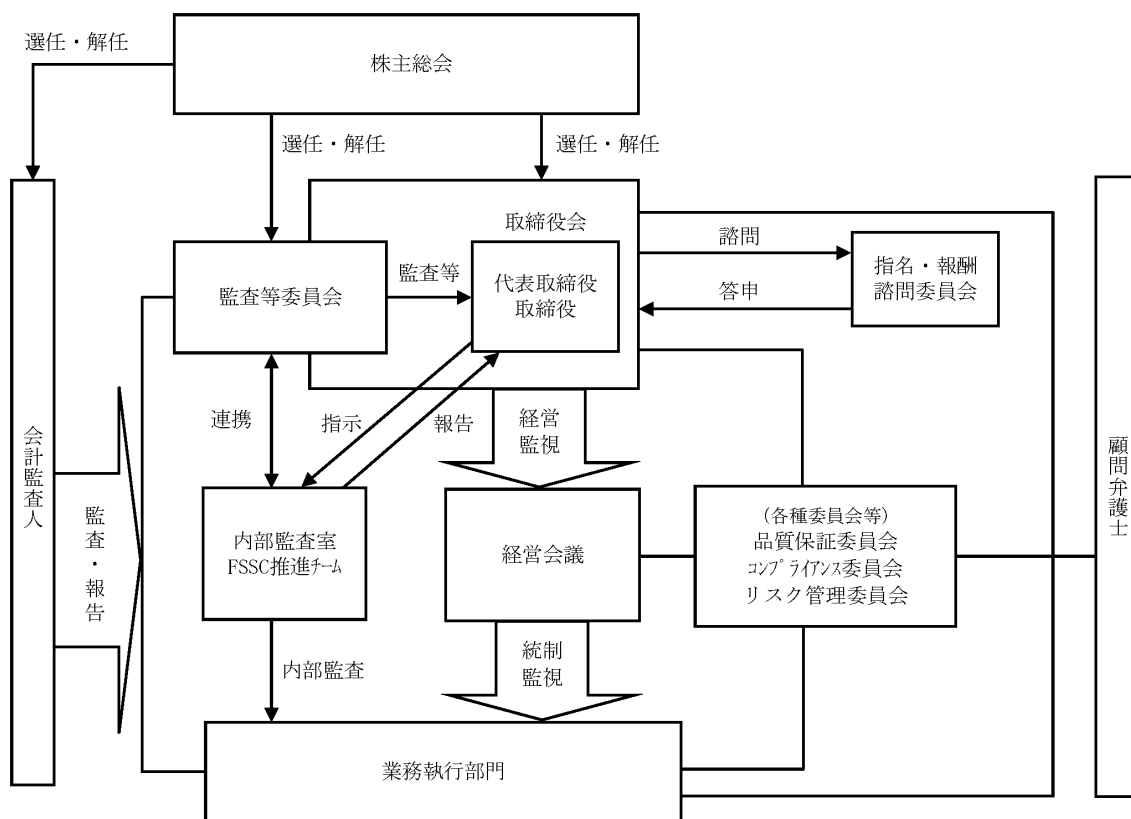 選任・解任
株主総会
選任・解任
選任・解任
取締役会
監査等委員会
監査等
代表取締役
取締役
諮問
答申
指名・報酬
諮問委員会
会計監査人
監査・報告
連携
指示
報告
経営
監視
内部監査室
FSSC推進ﾁｰﾑ
経営会議
（各種委員会等）
品質保証委員会
ｺﾝﾌﾟﾗｲｱﾝｽ委員会
リスク管理委員会
顧問弁護士
内部監査
統制
監視
業務執行部門